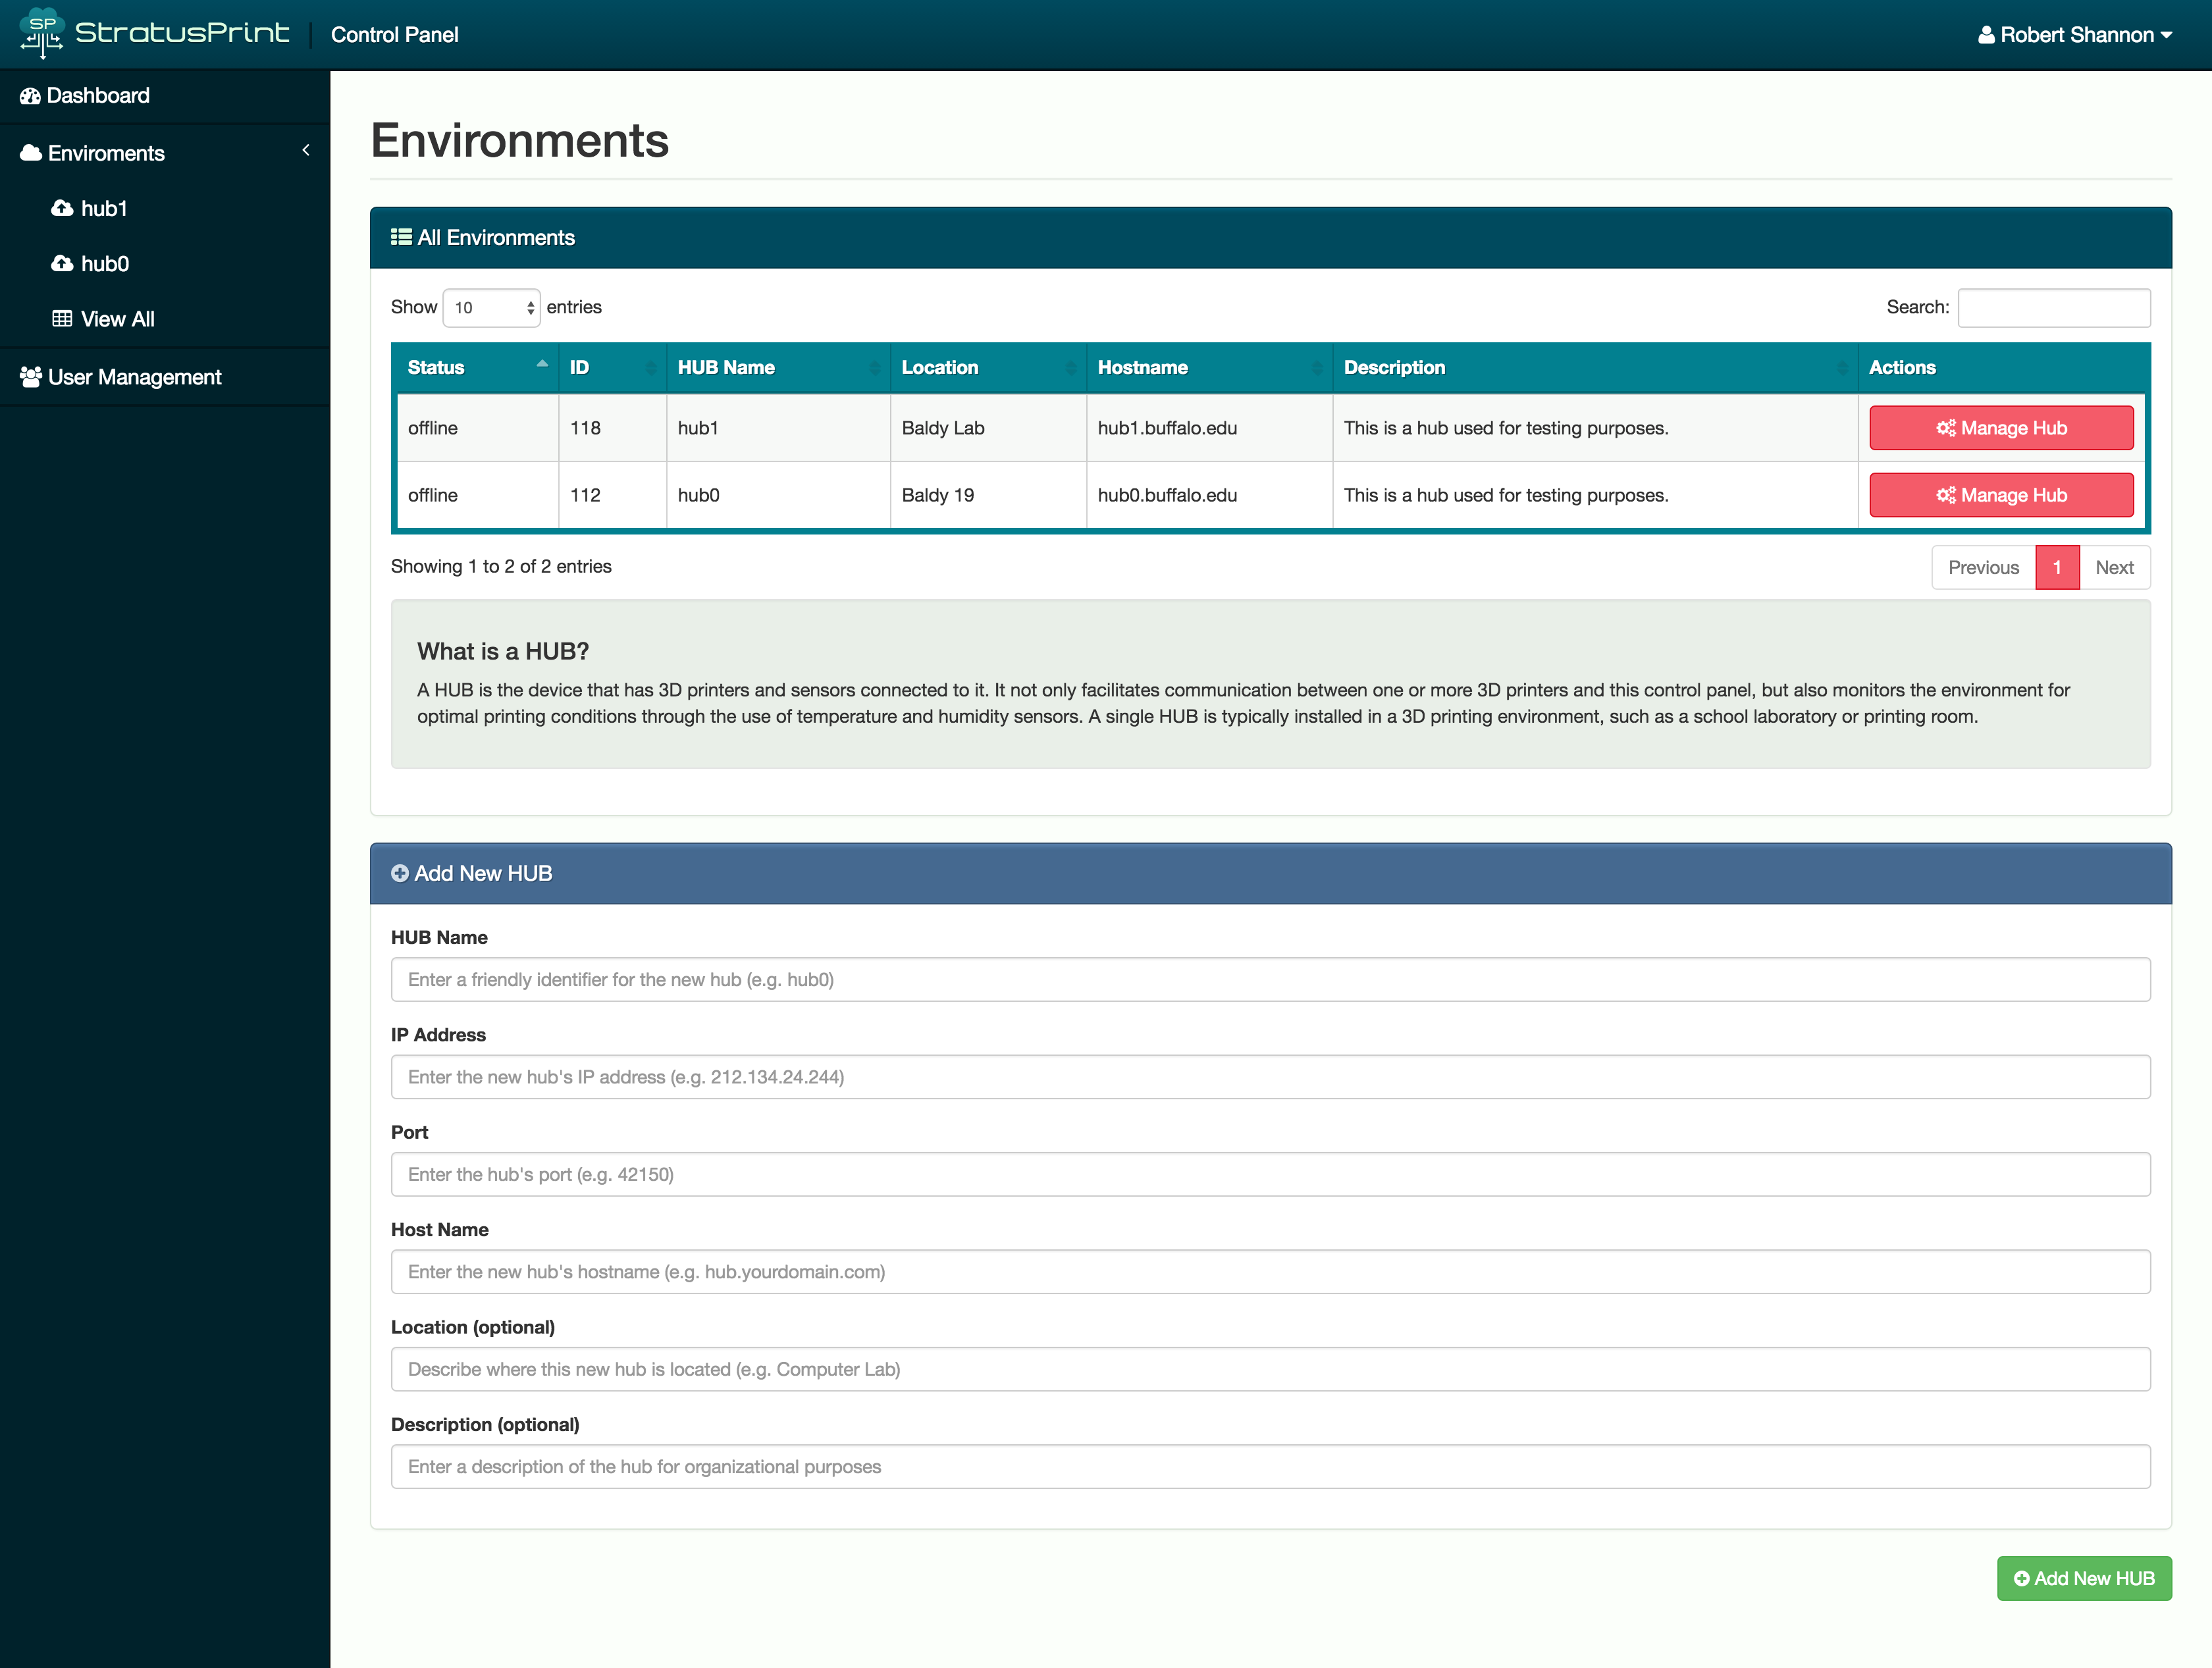 SP StratusPrint Control Panel Robert Shannon
Dashboard
Enviroments
hub1
hub0
View All
User Management
Environments
All Environments
Show 10 entries Search:
Status ID HUB Name Location Hostname Description Actions
offline 118 hub1 Baldy Lab hub1.buffalo.edu This is a hub used for testing purposes. Manage Hub
offline 112 hub0 Baldy 19 hub0.buffalo.edu This is a hub used for testing purposes. Manage Hub
Showing 1 to 2 of 2 entries Previous 1 Next
What is a HUB?
A HUB is the device that has 3D printers and sensors connected to it. It not only facilitates communication between one or more 3D printers and this control panel, but also monitors the environment for
optimal printing conditions through the use of temperature and humidity sensors. A single HUB is typically installed in a 3D printing environment, such as a school laboratory or printing room.
Add New HUB
HUB Name
Enter a friendly identifier for the new hub (e.g. hub0)
IP Address
Enter the new hub's IP address (e.g. 212.134.24.244)
Port
Enter the hub's port (e.g. 42150)
Host Name
Enter the new hub's hostname (e.g. hub.yourdomain.com)
Location (optional)
Describe where this new hub is located (e.g. Computer Lab)
Description (optional)
Enter a description of the hub for organizational purposes
Add New HUB